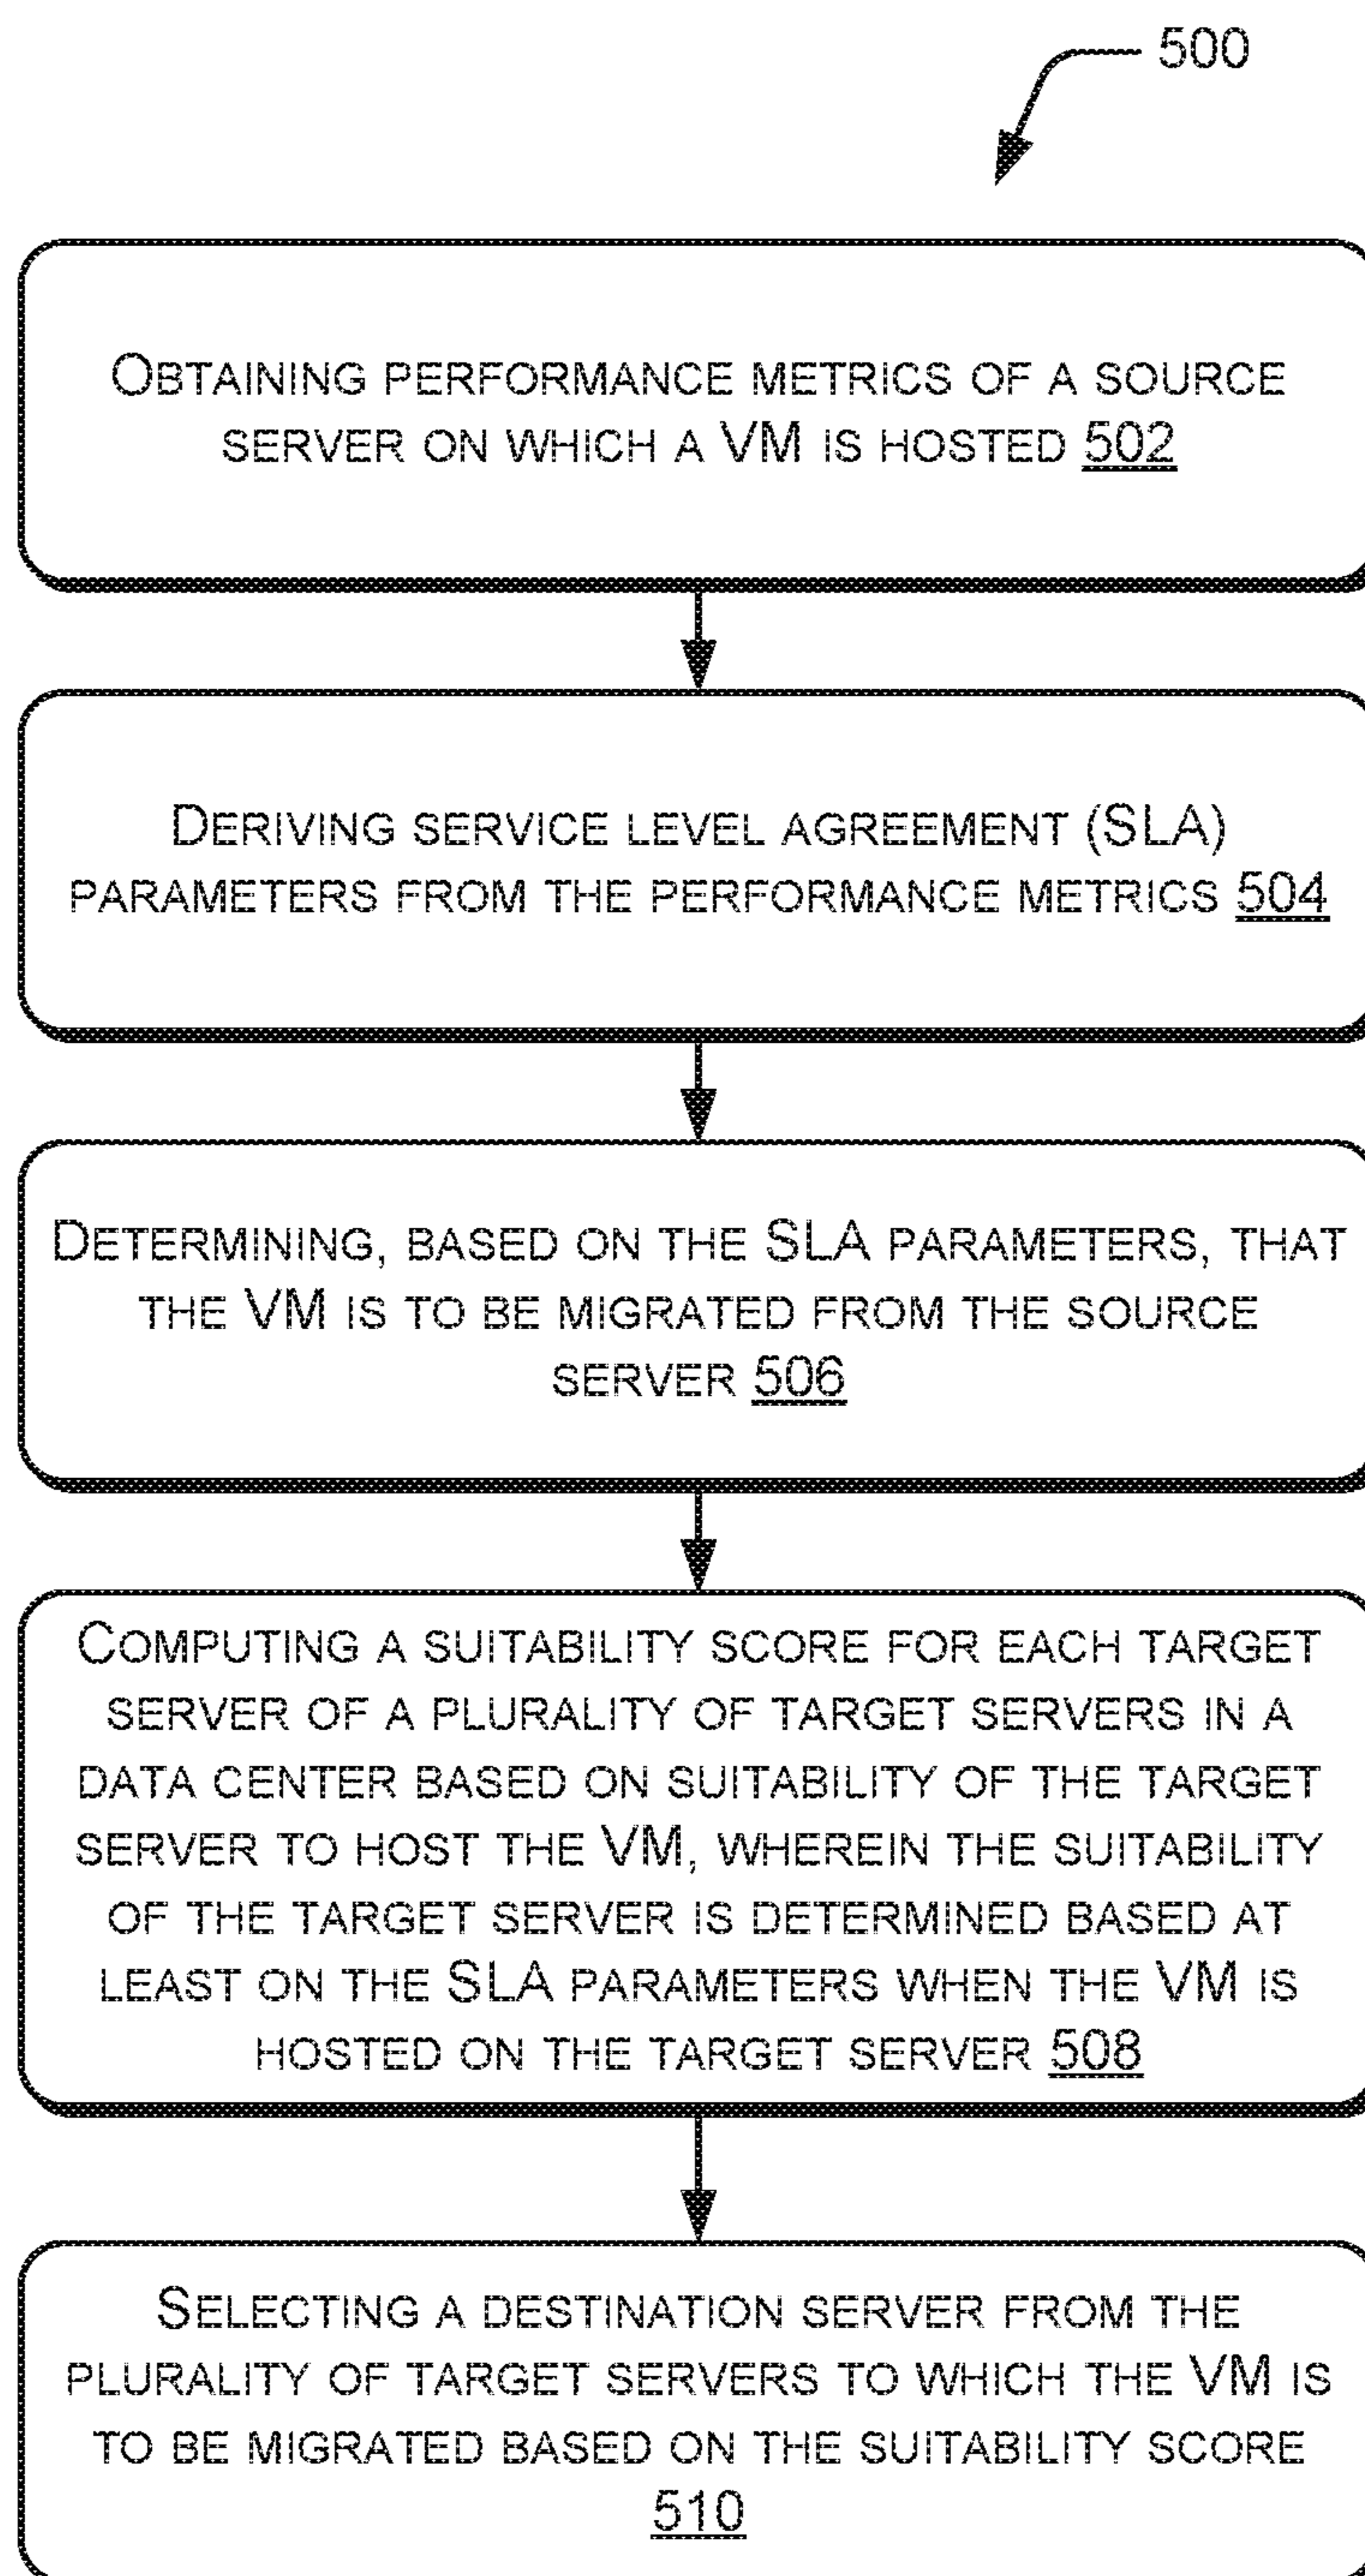 500
OBTAINING PERFORMANCE METRICS OF A SOURCE
SERVER ON WHICH A VM IS HOSTED 502
DERIVING SERVICE LEVEL AGREEMENT (SLA)
PARAMETERS FROM THE PERFORMANCE METRICS 504
DETERMINING, BASED ON THE SLA PARAMETERS, THAT
THE VM IS TO BE MIGRATED FROM THE SOURCE
SERVER 506
COMPUTING A SUITABILITY SCORE FOR EACH TARGET
SERVER OF A PLURALITY OF TARGET SERVERS IN A
DATA CENTER BASED ON SUITABILITY OF THE TARGET
SERVER TO HOST THE VM, WHEREIN THE SUITABILITY
OF THE TARGET SERVER IS DETERMINED BASED AT
LEAST ON THE SLA PARAMETERS WHEN THE VM IS
HOSTED ON THE TARGET SERVER 508
SELECTING A DESTINATION SERVER FROM THE
PLURALITY OF TARGET SERVERS TO WHICH THE VM IS
TO BE MIGRATED BASED ON THE SUITABILITY SCORE
510